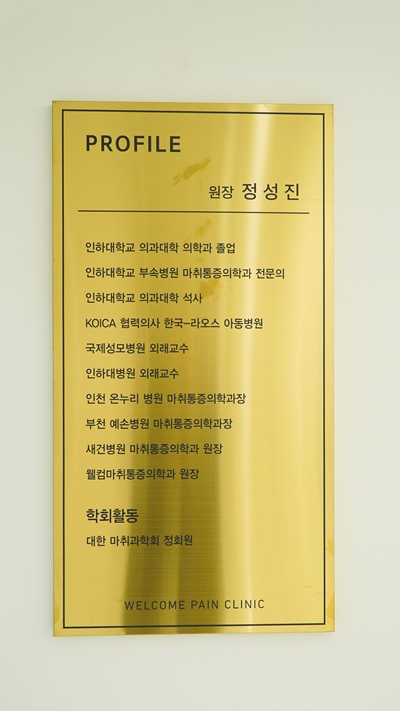 PROFILE
원장 정성진
인하대학교 의과대학 의학과 졸업
인하대학교 부속병원 마취통증의학과 전문의
인하대학교 의과대학 석사
KOICA 협력의사 한국-라오스 아동병원
국제성모병원 외래교수
인하대병원 외래교수
인천 온누리 병원 마취통증의학과장
부천 예손병원 마취통증의학과장
새건병원 마취통증의학과 원장
웰컴마취통증의학과 원장
학회활동
대한 마취과학회 정회원
WELCOME PAIN CLINIC